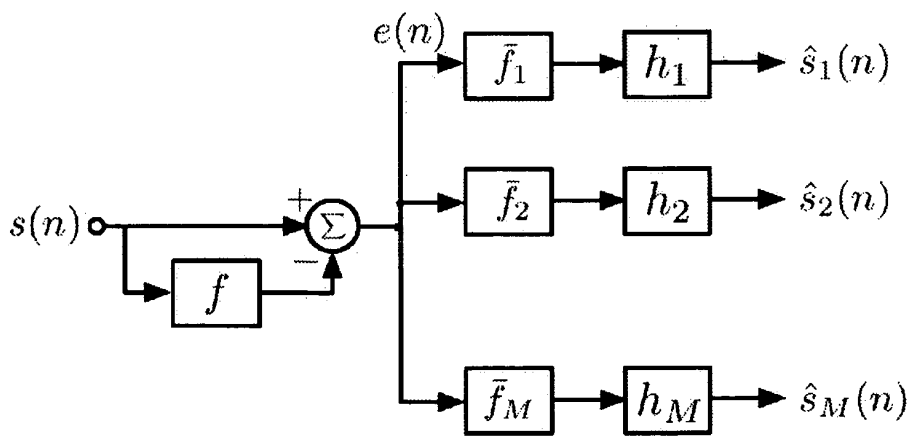 e(n)
f̄₁
h₁
ŝ₁(n)
f̄₂
h₂
ŝ₂(n)
s(n)
+
Σ
−
f
f̄_M
h_M
ŝ_M(n)